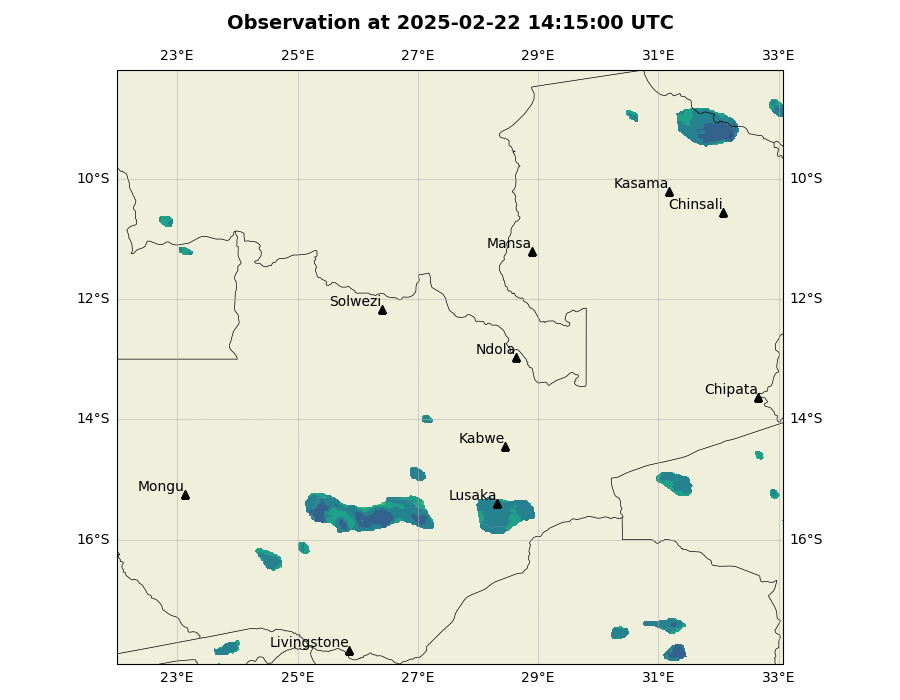 Observation at 2025-02-22 14:15:00 UTC
23°E 25°E 27°E 29°E 31°E 33°E
10°S 10°S
Kasama
Chinsali
Mansa
12°S 12°S
Solwezi
Ndola
Chipata
14°S 14°S
Kabwe
Mongu
Lusaka
16°S 16°S
Livingstone
23°E 25°E 27°E 29°E 31°E 33°E